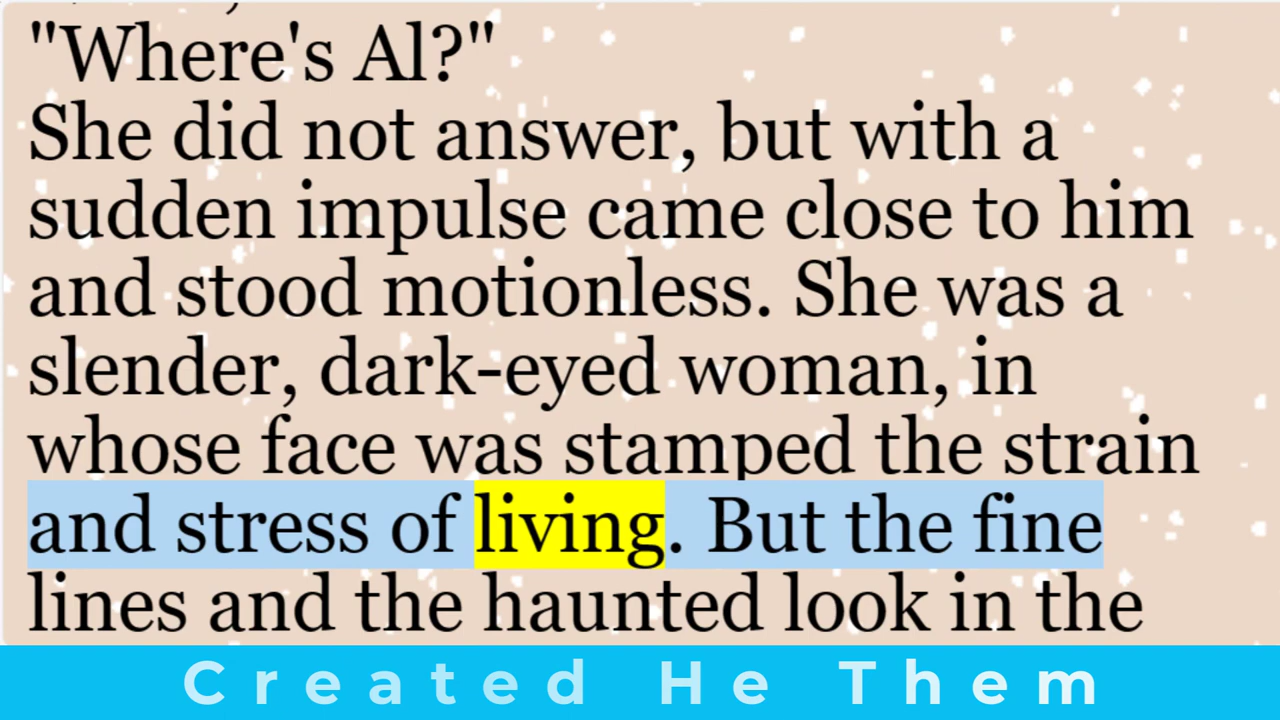 "Where's Al?"
She did not answer, but with a
sudden impulse came close to him
and stood motionless. She was a
slender, dark-eyed woman, in
whose face was stamped the strain
and stress of living. But the fine
lines and the haunted look in the
Created He Them